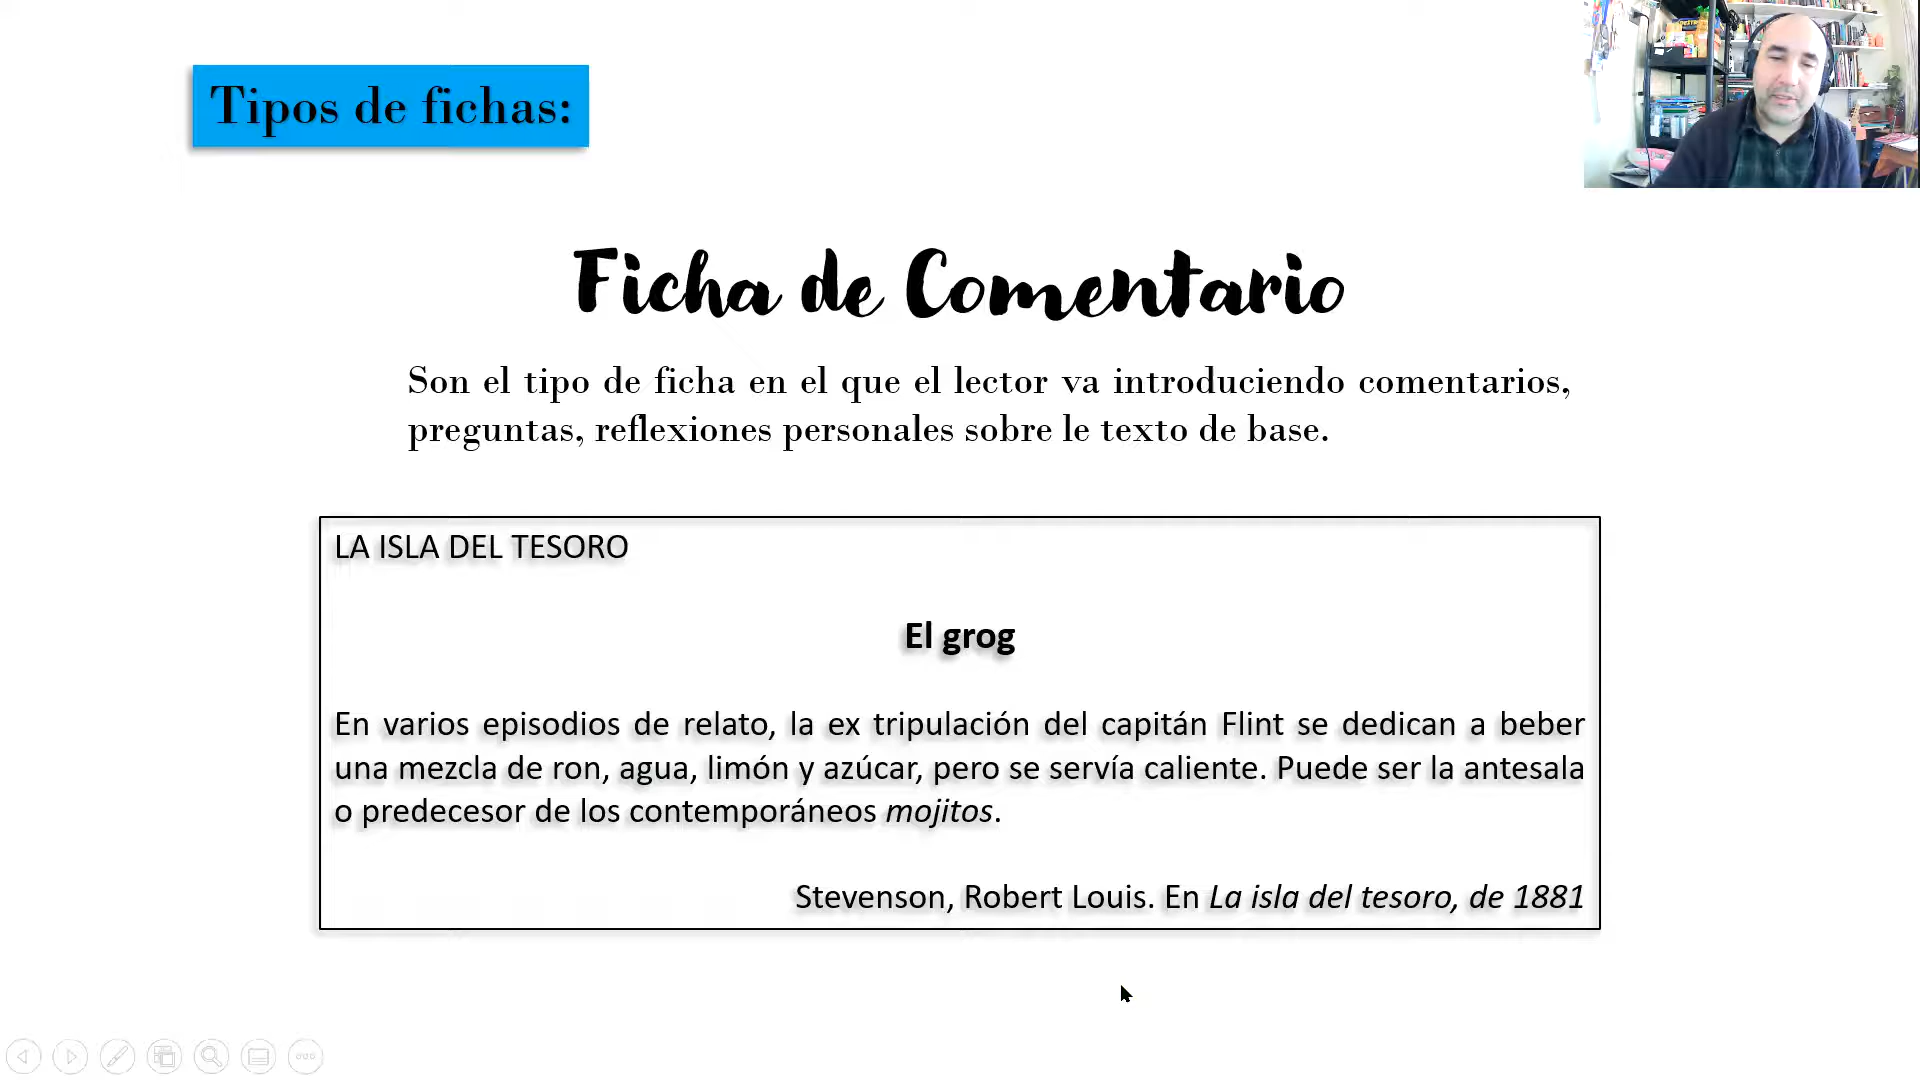 Tipos de fichas:
Ficha de Comentario
Son el tipo de ficha en el que el lector va introduciendo comentarios,
preguntas, reflexiones personales sobre le texto de base.
LA ISLA DEL TESORO
El grog
En varios episodios de relato, la ex tripulación del capitán Flint se dedican a beber
una mezcla de ron, agua, limón y azúcar, pero se servía caliente. Puede ser la antesala
o predecesor de los contemporáneos mojitos.
Stevenson, Robert Louis. En La isla del tesoro, de 1881